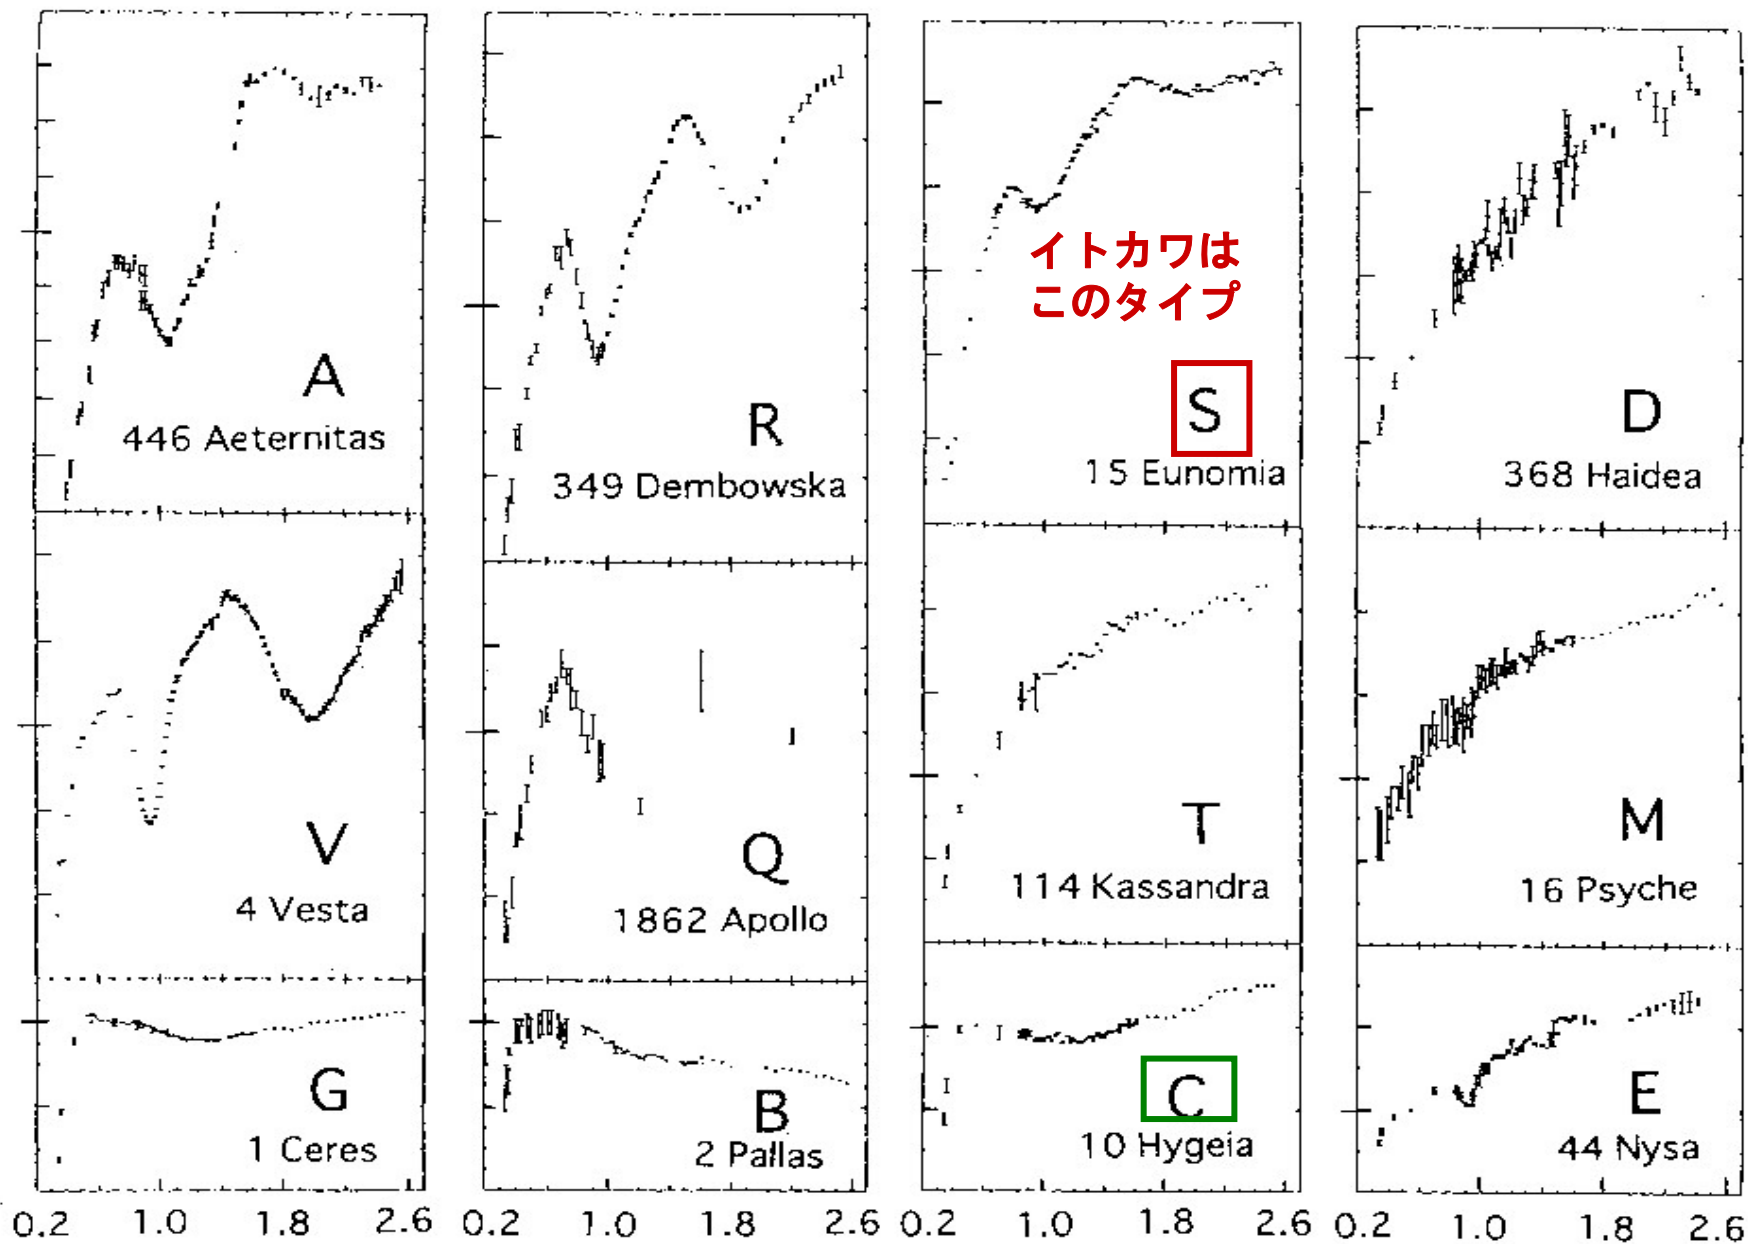 A
446 Aeternitas
R
349 Dembowska
イトカワは
このタイプ
S
15 Eunomia
D
368 Haidea
V
4 Vesta
Q
1862 Apollo
T
114 Kassandra
M
16 Psyche
G
1 Ceres
B
2 Pallas
C
10 Hygeia
E
44 Nysa
0.2 1.0 1.8 2.6 0.2 1.0 1.8 2.6 0.2 1.0 1.8 2.6 0.2 1.0 1.8 2.6